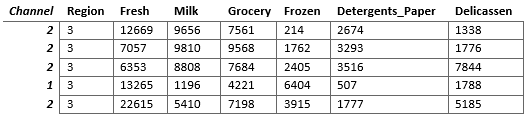 Channel Region Fresh Milk Grocery Frozen Detergents_Paper Delicassen
2 3 12669 9656 7561 214 2674 1338
2 3 7057 9810 9568 1762 3293 1776
2 3 6353 8808 7684 2405 3516 7844
1 3 13265 1196 4221 6404 507 1788
2 3 22615 5410 7198 3915 1777 5185